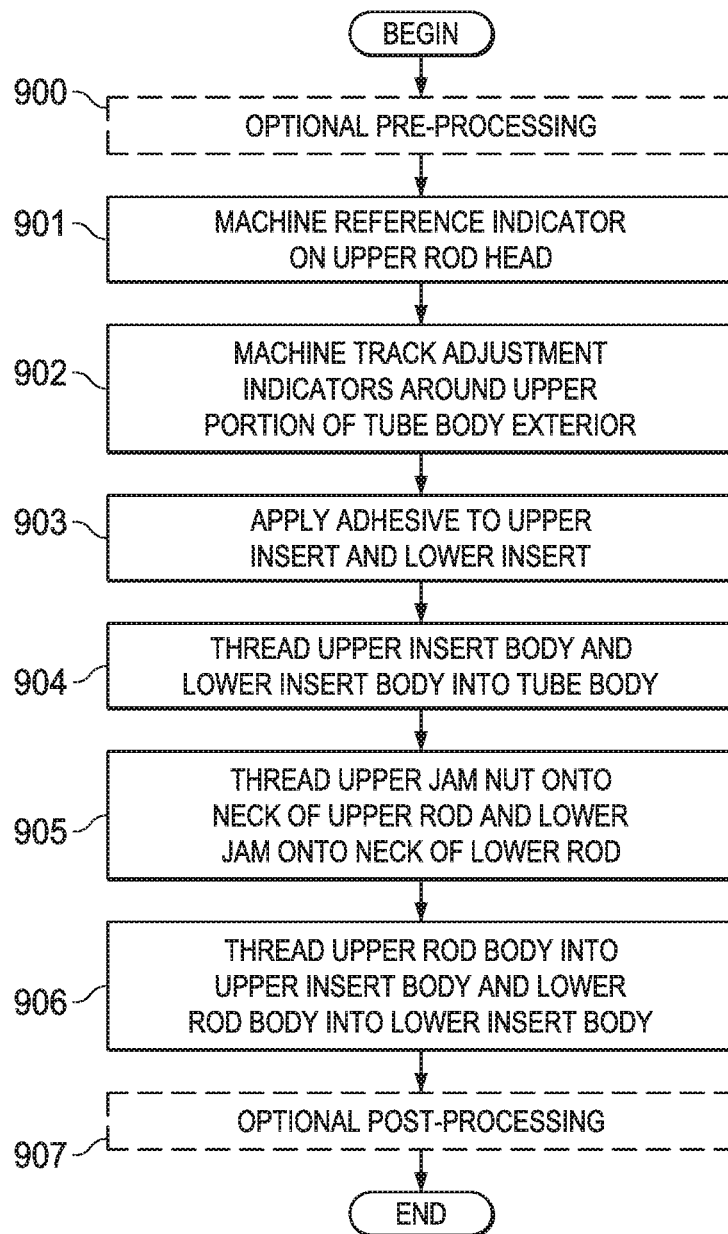 BEGIN
900
OPTIONAL PRE-PROCESSING
901
MACHINE REFERENCE INDICATOR
ON UPPER ROD HEAD
902
MACHINE TRACK ADJUSTMENT
INDICATORS AROUND UPPER
PORTION OF TUBE BODY EXTERIOR
903
APPLY ADHESIVE TO UPPER
INSERT AND LOWER INSERT
904
THREAD UPPER INSERT BODY AND
LOWER INSERT BODY INTO TUBE BODY
905
THREAD UPPER JAM NUT ONTO
NECK OF UPPER ROD AND LOWER
JAM ONTO NECK OF LOWER ROD
906
THREAD UPPER ROD BODY INTO
UPPER INSERT BODY AND LOWER
ROD BODY INTO LOWER INSERT BODY
907
OPTIONAL POST-PROCESSING
END